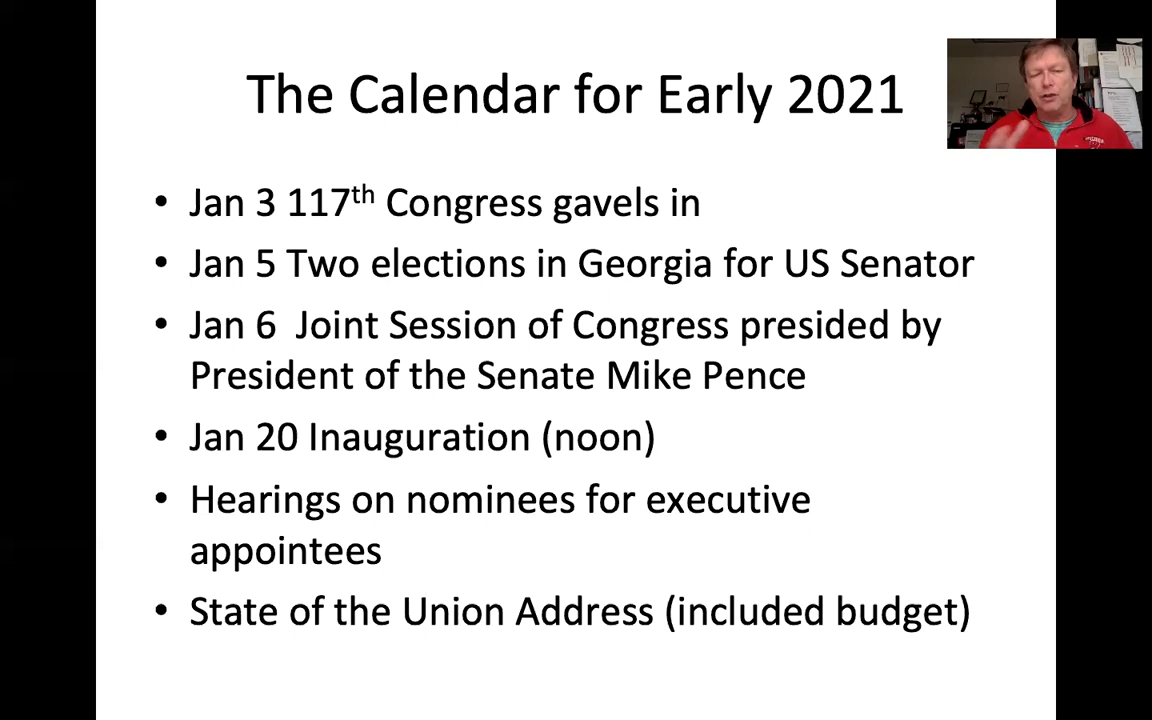 The Calendar for Early 2021
• Jan 3 117th Congress gavels in
• Jan 5 Two elections in Georgia for US Senator
• Jan 6  Joint Session of Congress presided by
President of the Senate Mike Pence
• Jan 20 Inauguration (noon)
• Hearings on nominees for executive
appointees
• State of the Union Address (included budget)